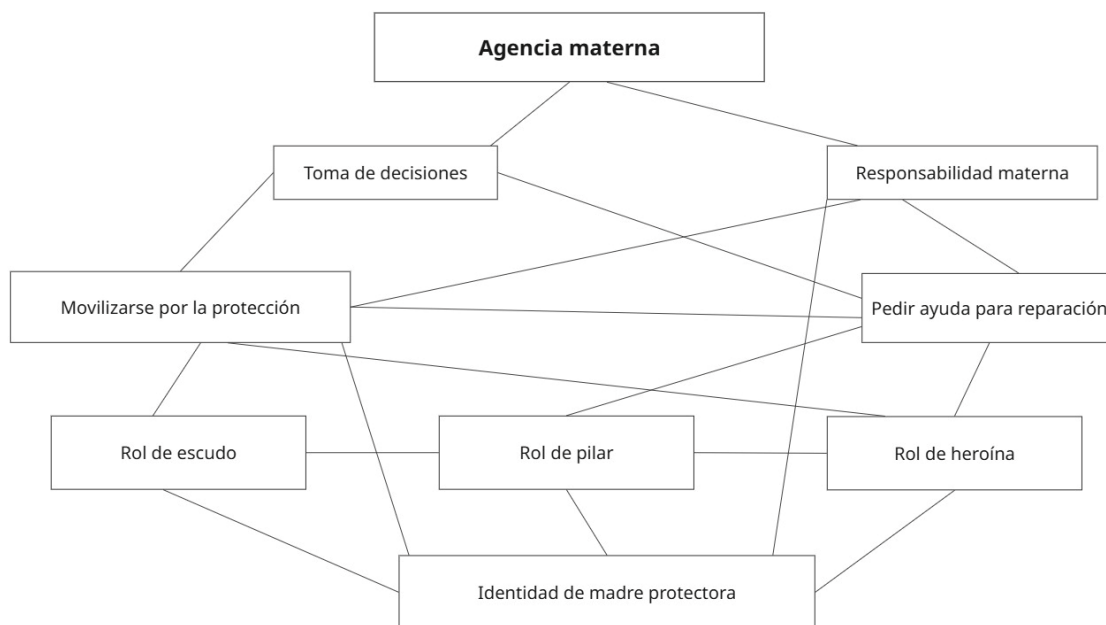 Agencia materna
Toma de decisiones
Responsabilidad materna
Movilizarse por la protección
Pedir ayuda para reparación
Rol de escudo
Rol de pilar
Rol de heroína
Identidad de madre protectora